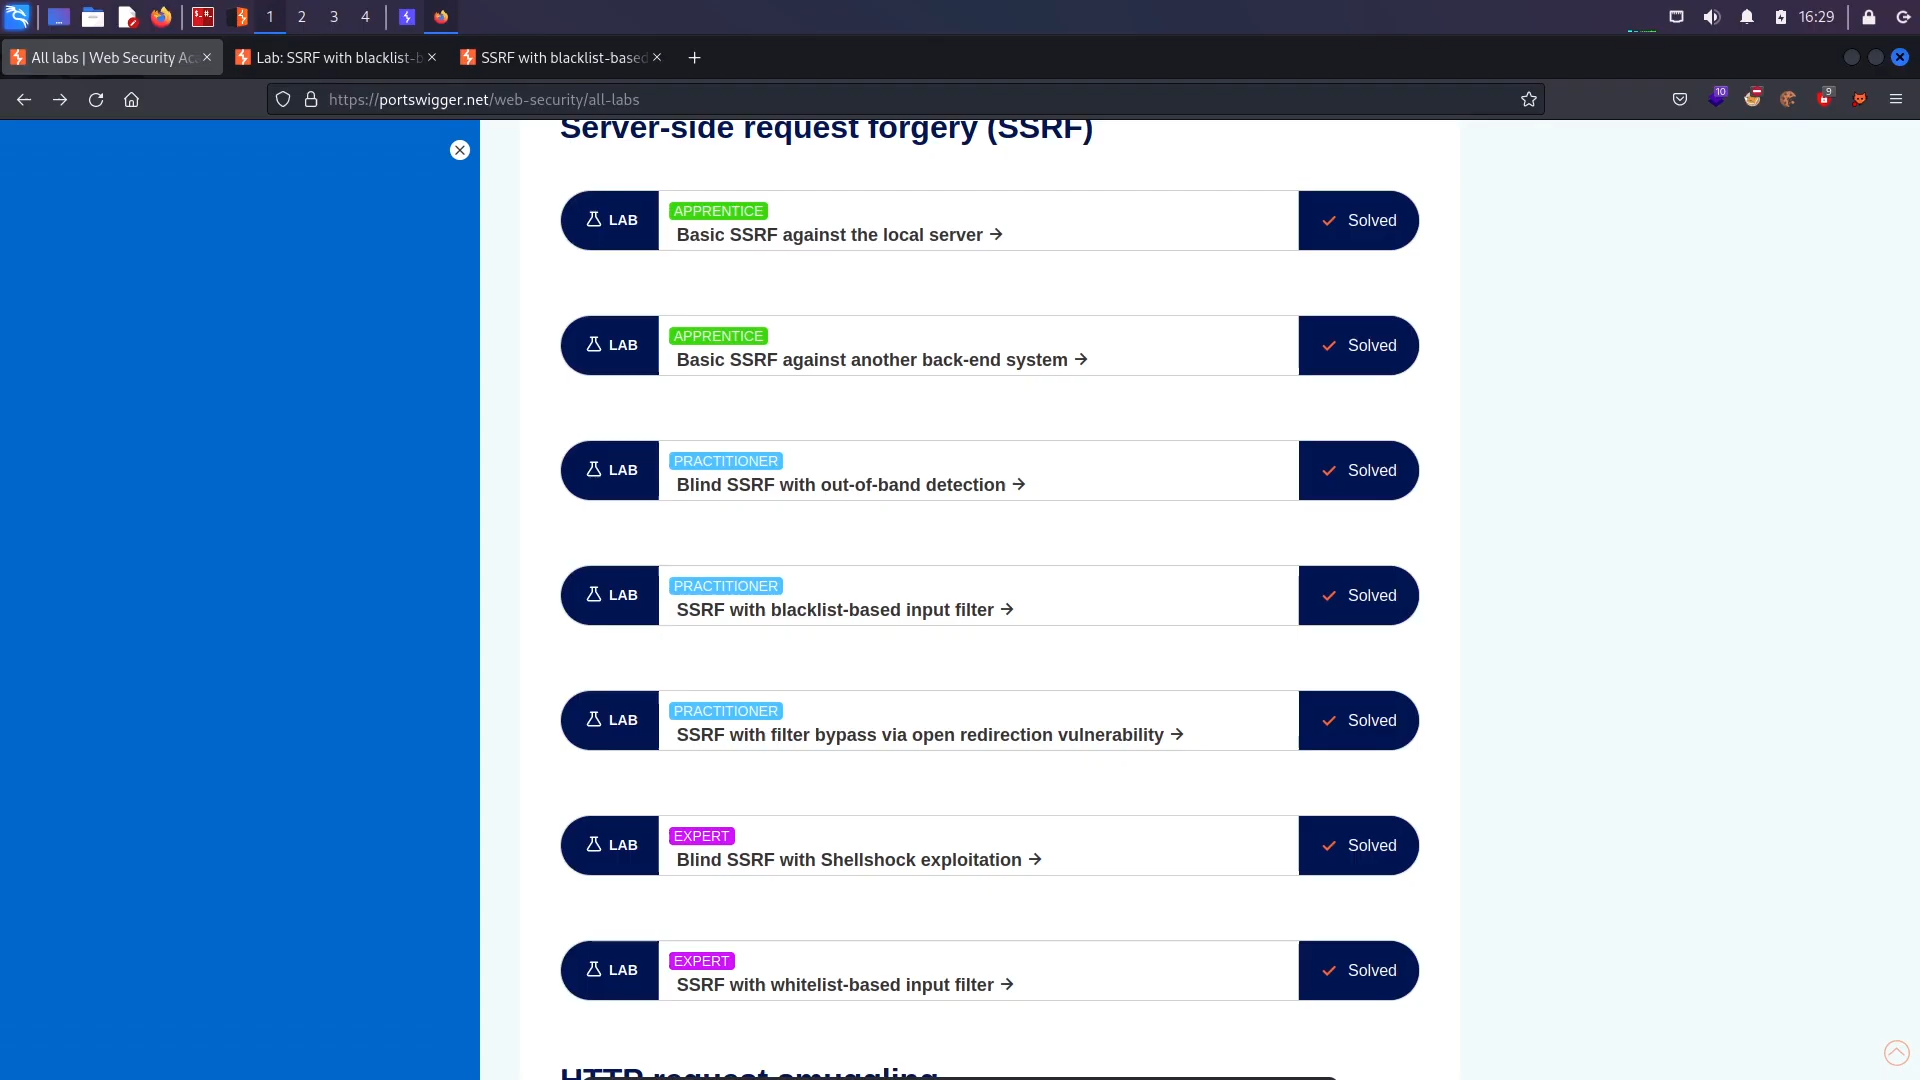 1 2 3 4 16:29
All labs | Web Security Ac
Lab: SSRF with blacklist-b
SSRF with blacklist-based
https://portswigger.net/web-security/all-labs
10
9
Server-side request forgery (SSRF)
LAB
APPRENTICE
Basic SSRF against the local server
Solved
LAB
APPRENTICE
Basic SSRF against another back-end system
Solved
LAB
PRACTITIONER
Blind SSRF with out-of-band detection
Solved
LAB
PRACTITIONER
SSRF with blacklist-based input filter
Solved
LAB
PRACTITIONER
SSRF with filter bypass via open redirection vulnerability
Solved
LAB
EXPERT
Blind SSRF with Shellshock exploitation
Solved
LAB
EXPERT
SSRF with whitelist-based input filter
Solved
HTTP request smuggling